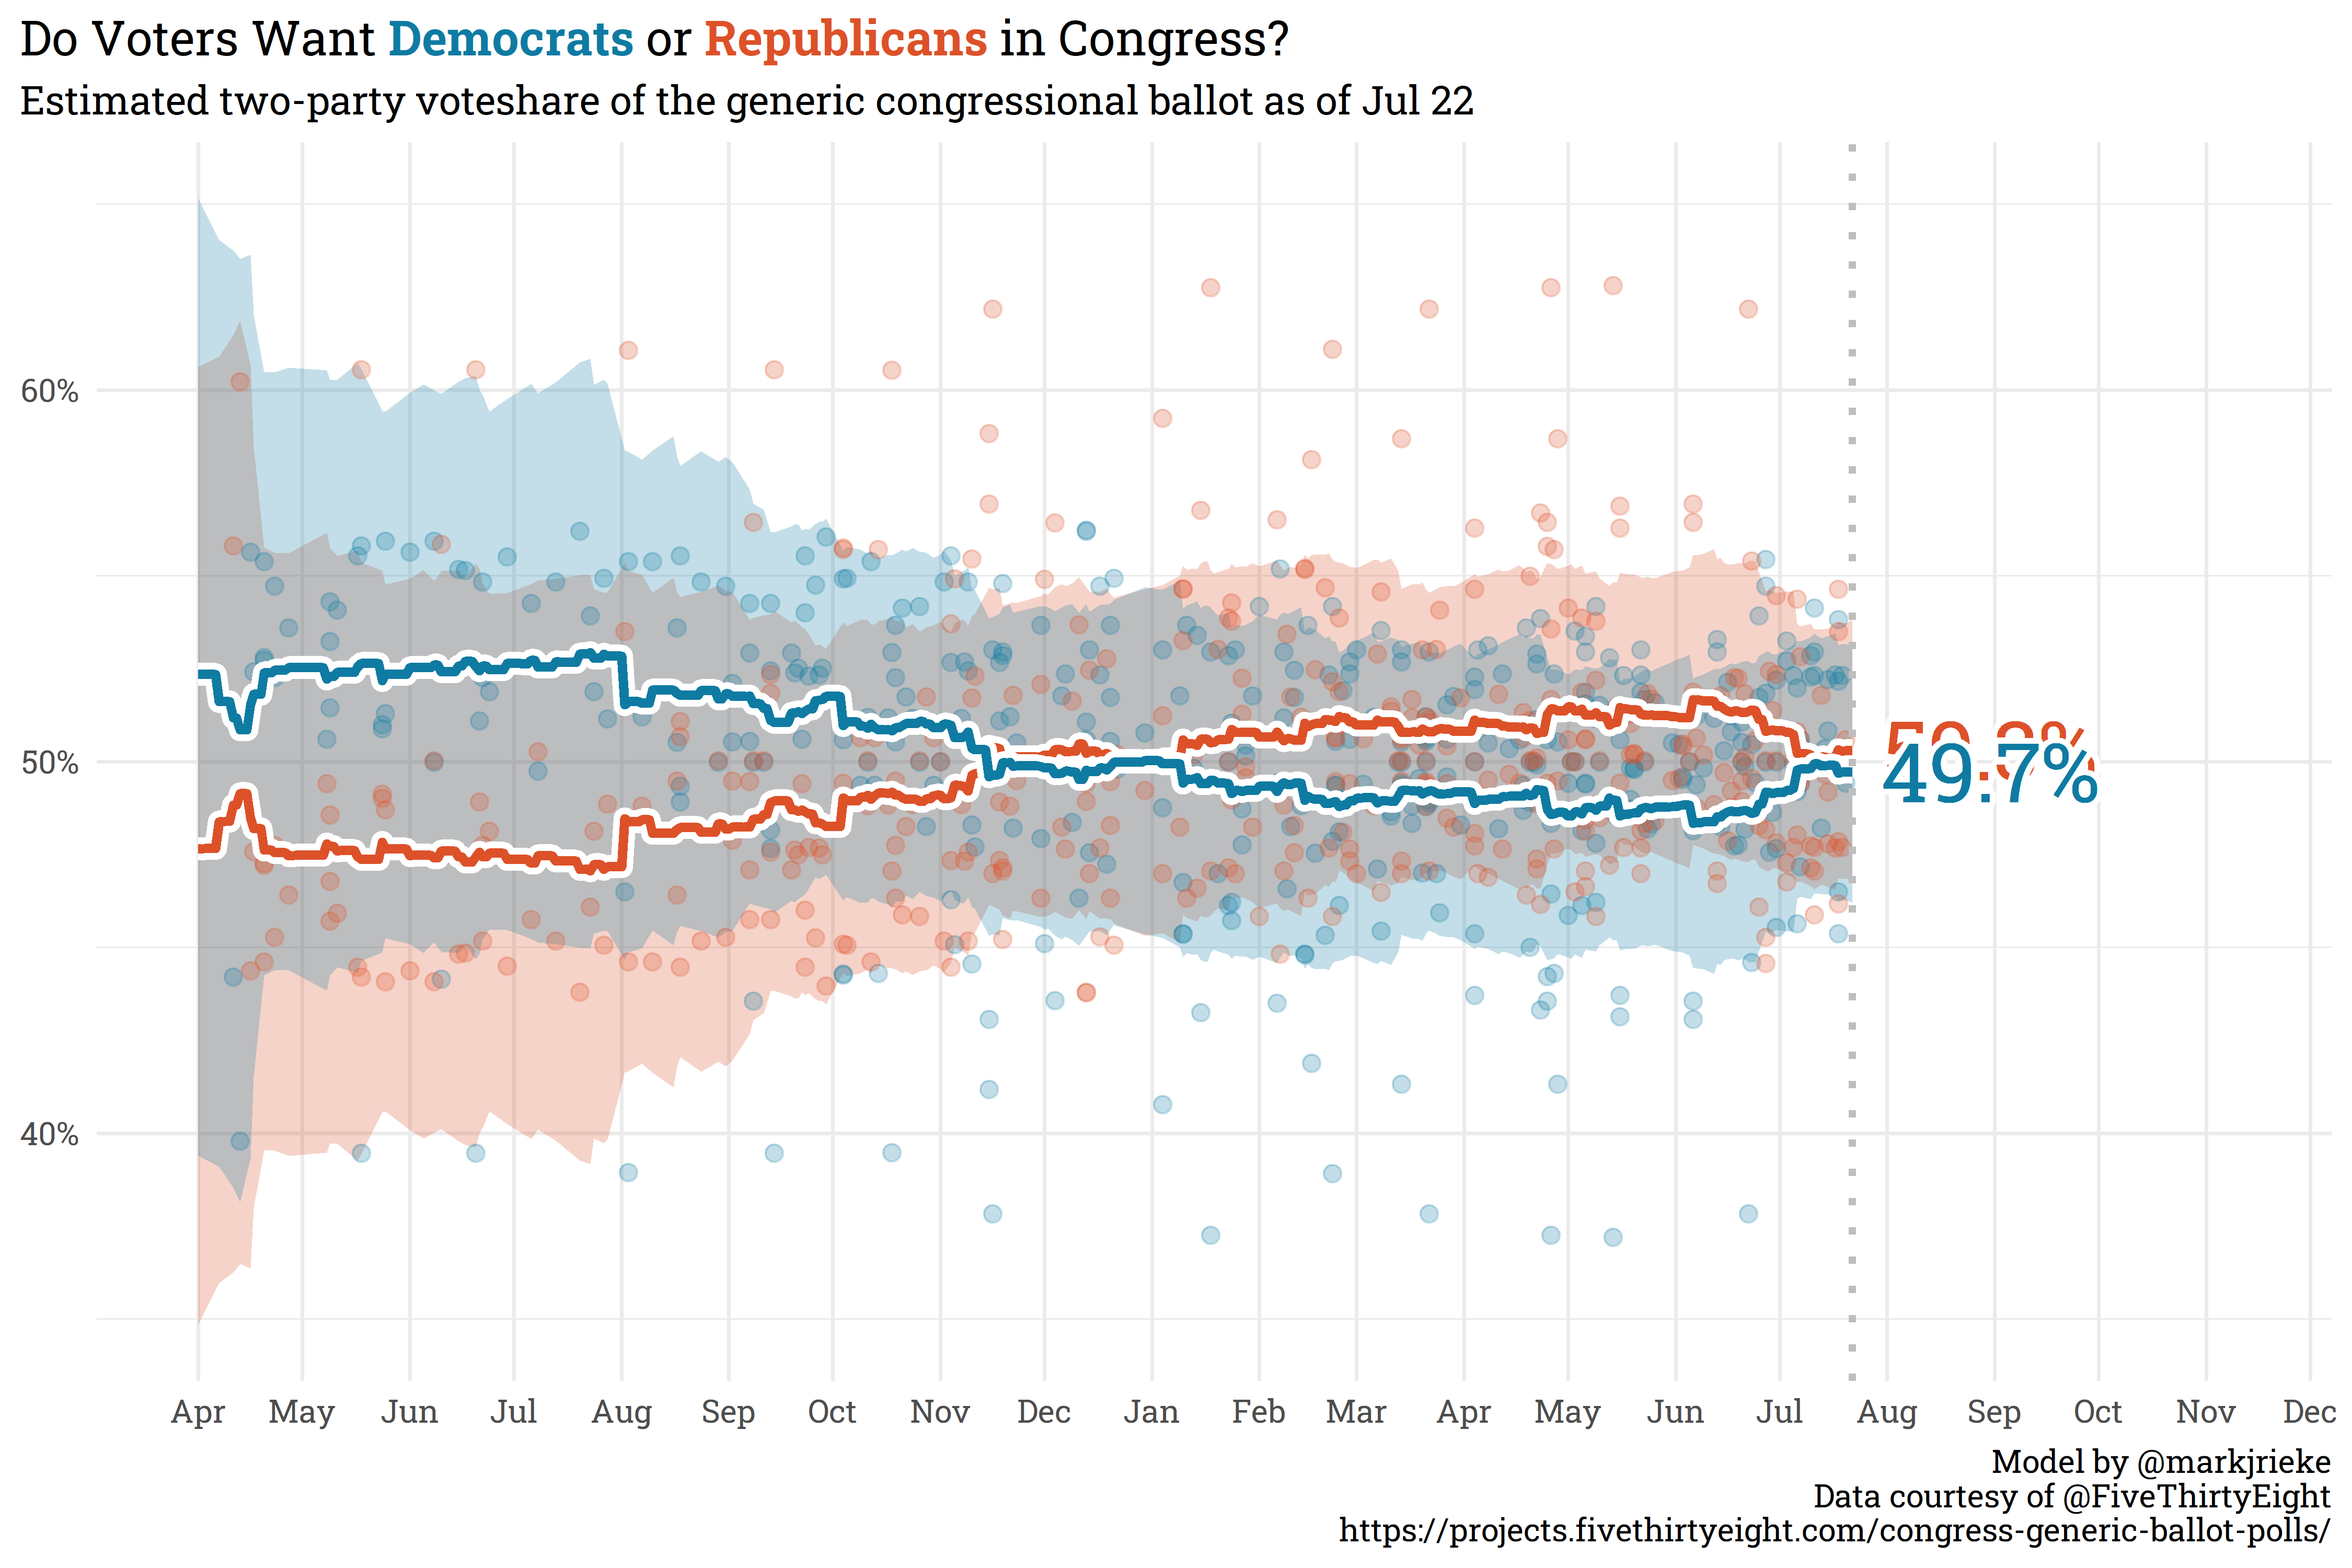 Do Voters Want Democrats or Republicans in Congress?
Estimated two-party voteshare of the generic congressional ballot as of Jul 22
60%
50%
40%
49.7%
Apr May Jun Jul Aug Sep Oct Nov Dec Jan Feb Mar Apr May Jun Jul Aug Sep Oct Nov Dec
Model by @markjrieke
Data courtesy of @FiveThirtyEight
https://projects.fivethirtyeight.com/congress-generic-ballot-polls/